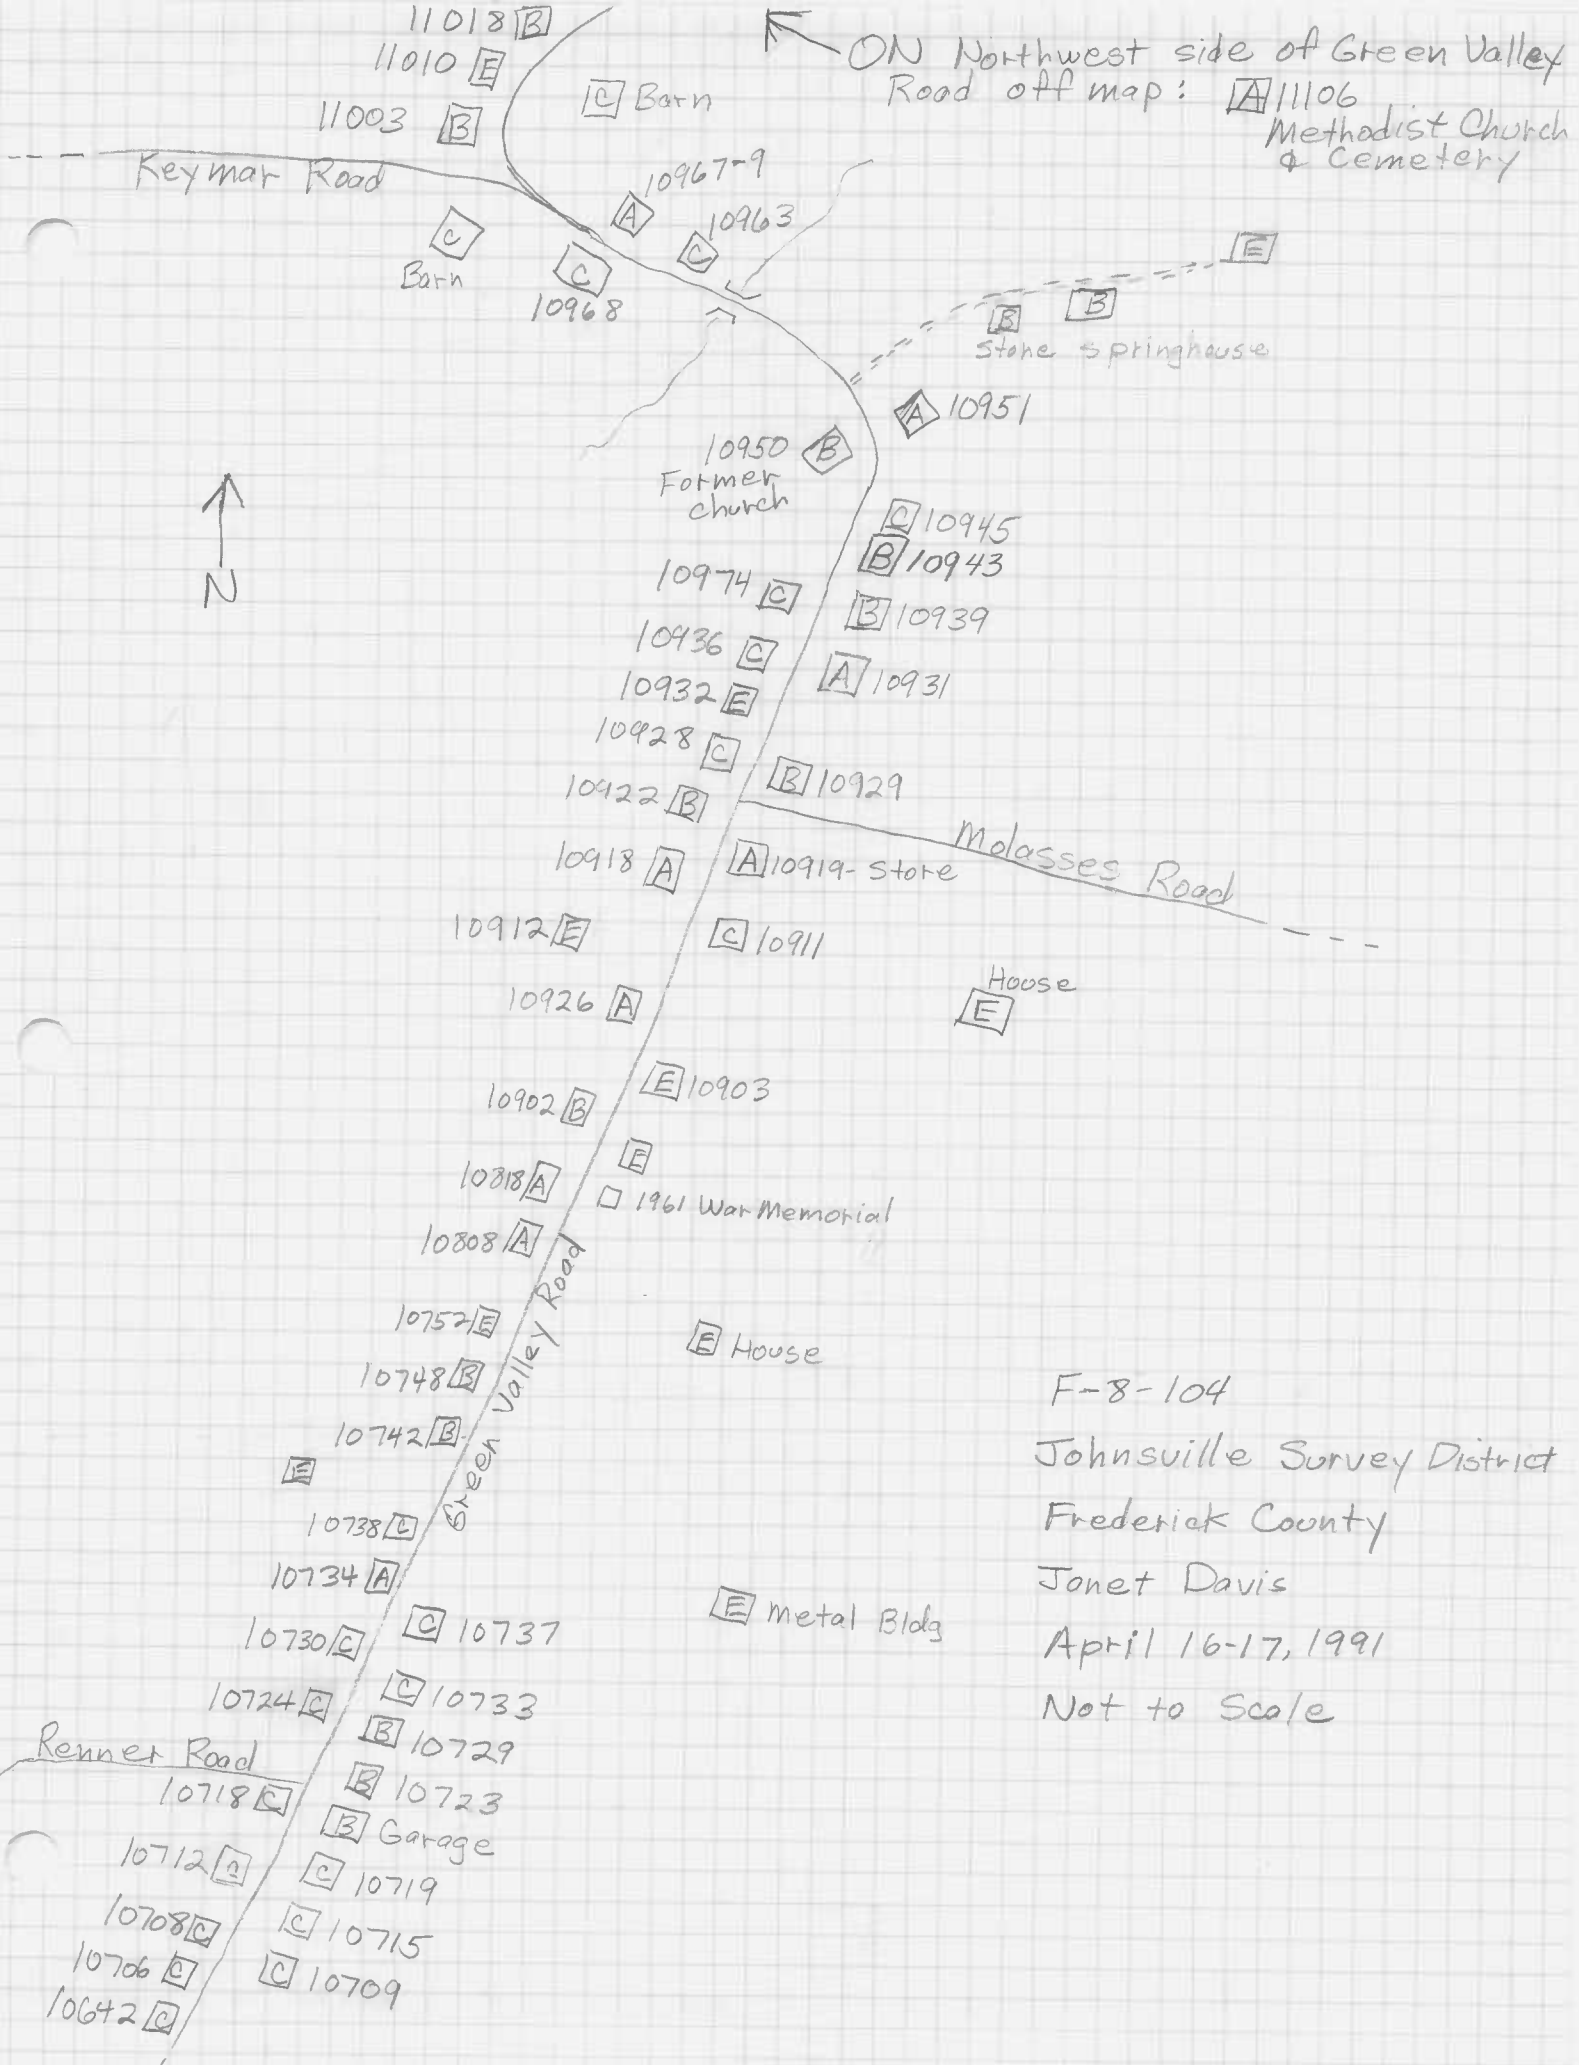 11018 B
11010 E
ON Northwest side of Green Valley
Road off map: A 11106
Methodist Church
& Cemetery
C Barn
11003 B
Keymar Road
A 10967-9
C 10963
C
Barn
C
10968
E
B B
Stone springhouse
A 10951
10950 B
Former
church
N
C 10945
B 10943
10974 C
B 10939
10936 C
A 10931
10932 E
10928 C
B 10929
10922 B
Molasses Road
10918 A
A 10919- Store
10912 E
C 10911
House
E
10926 A
E 10903
10902 B
E
10818 A
1961 War Memorial
10808 A
Green Valley Road
10752 E
E House
10748 B
10742 B
E
10738 C
10734 A
C 10737
E Metal Bldg
10730 C
C 10733
10724 C
B 10729
Renner Road
B 10723
10718 C
B Garage
10712
C 10719
10708 C
C 10715
10706 C
C 10709
10642 C
F-8-104
Johnsville Survey District
Frederick County
Janet Davis
April 16-17, 1991
Not to Scale